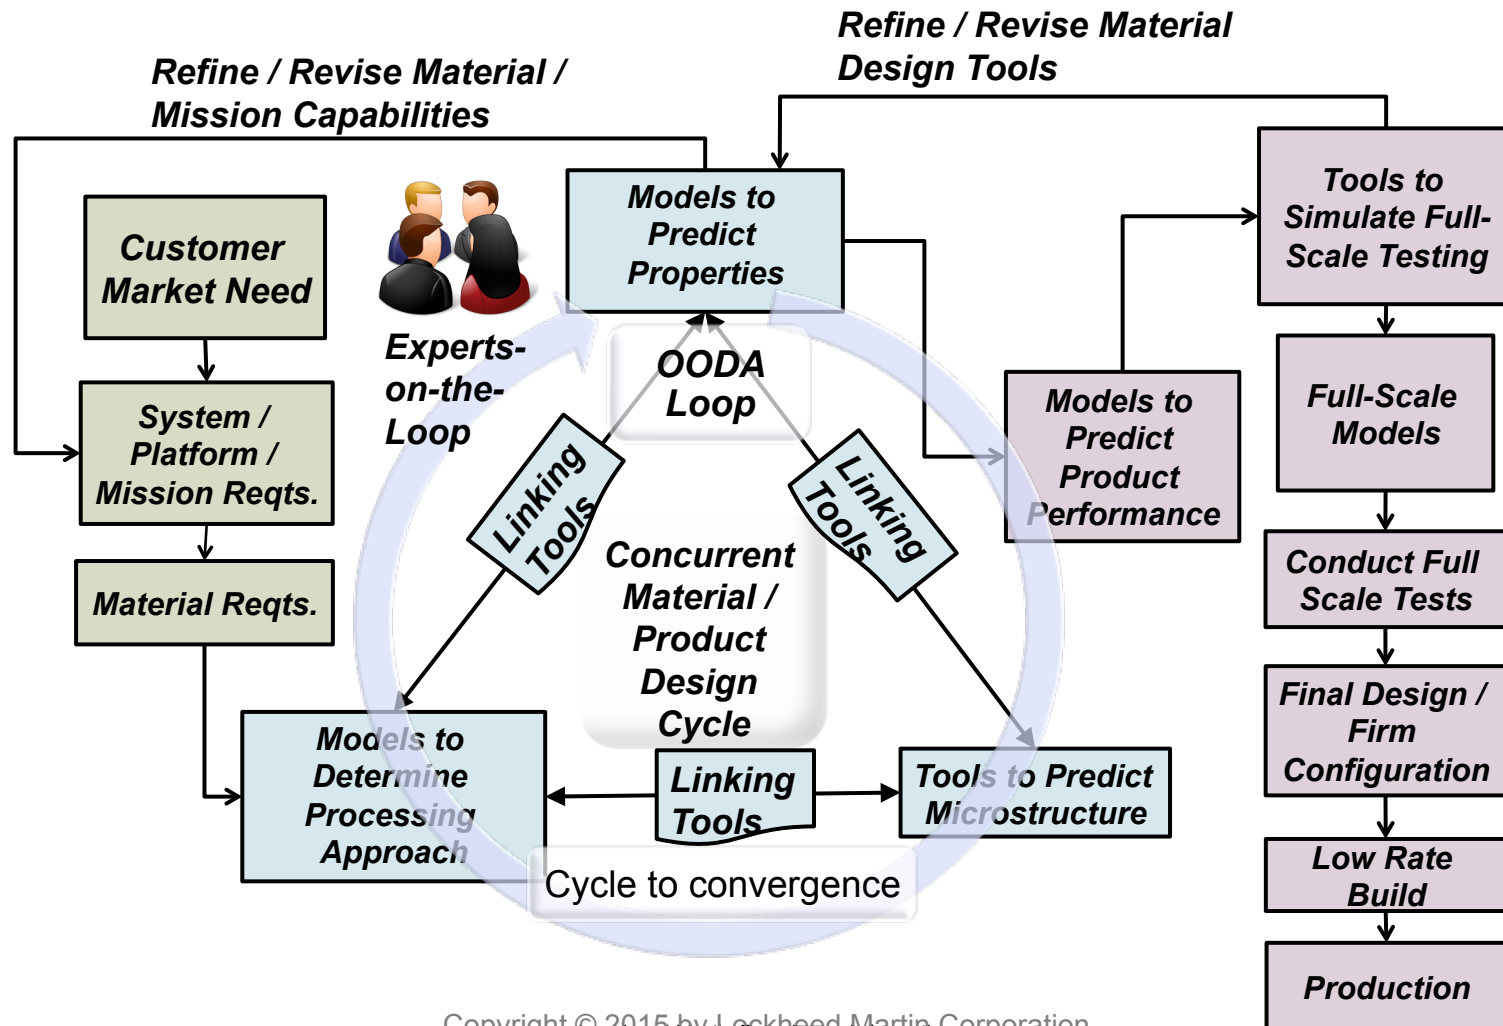 Refine / Revise Material /
Mission Capabilities
Refine / Revise Material
Design Tools
Customer
Market Need
System /
Platform /
Mission Reqts.
Material Reqts.
Experts-
on-the-
Loop
Models to
Predict
Properties
OODA
Loop
Linking
Tools
Linking
Tools
Concurrent
Material /
Product
Design
Cycle
Models to
Determine
Processing
Approach
Linking
Tools
Tools to Predict
Microstructure
Cycle to convergence
Models to
Predict
Product
Performance
Tools to
Simulate Full-
Scale Testing
Full-Scale
Models
Conduct Full
Scale Tests
Final Design /
Firm
Configuration
Low Rate
Build
Production
Copyright © 2015 by Lockheed Martin Corporation